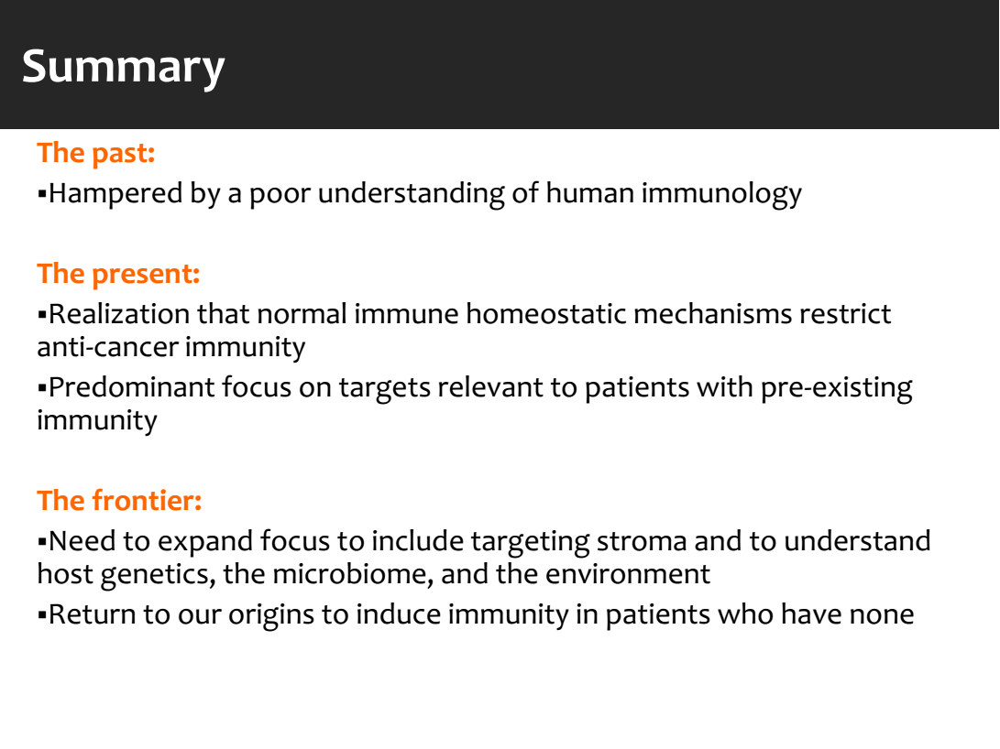 Summary
The past:
▪Hampered by a poor understanding of human immunology
The present:
▪Realization that normal immune homeostatic mechanisms restrict
anti-cancer immunity
▪Predominant focus on targets relevant to patients with pre-existing
immunity
The frontier:
▪Need to expand focus to include targeting stroma and to understand
host genetics, the microbiome, and the environment
▪Return to our origins to induce immunity in patients who have none